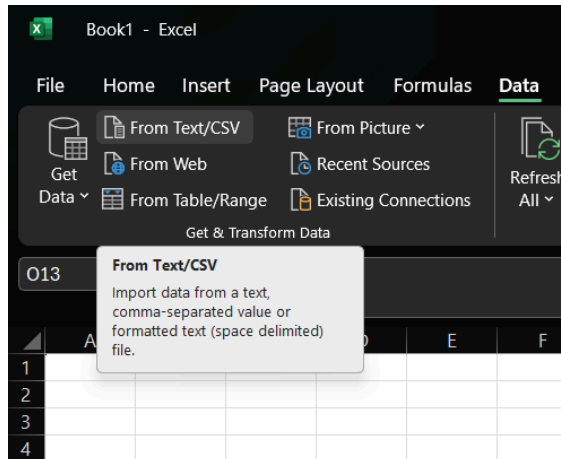 Book1 - Excel
File Home Insert Page Layout Formulas Data
From Text/CSV From Picture
From Web Recent Sources
Get Data From Table/Range Existing Connections
Refresh All
Get & Transform Data
O13
From Text/CSV
Import data from a text,
comma-separated value or
formatted text (space delimited)
file.
A E F
1
2
3
4